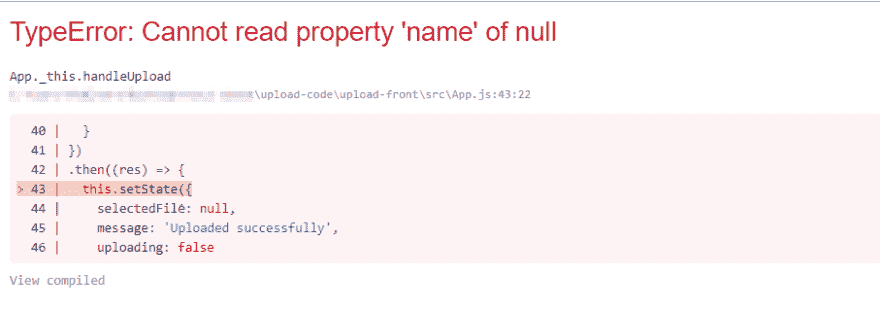 TypeError: Cannot read property 'name' of null
App._this.handleUpload
\upload-code\upload-front\src\App.js:43:22
40 | }
41 | })
42 | .then((res) => {
> 43 | this.setState({
44 | selectedFile: null,
45 | message: 'Uploaded successfully',
46 | uploading: false
View compiled